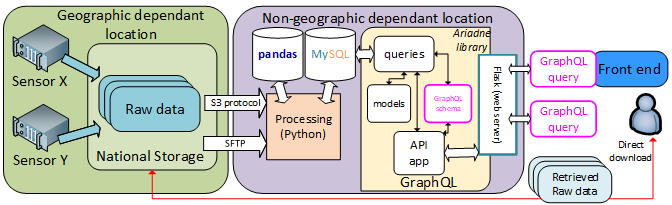 Geographic dependant
location
Sensor X
Sensor Y
Raw data
National Storage
S3 protocol
SFTP
Non-geographic dependant location
pandas
MySQL
Processing
(Python)
Ariadne
library
queries
models
GraphQL
schema
API
app
GraphQL
Flask (web server)
GraphQL
query
Front end
GraphQL
query
Direct
download
Retrieved
Raw data